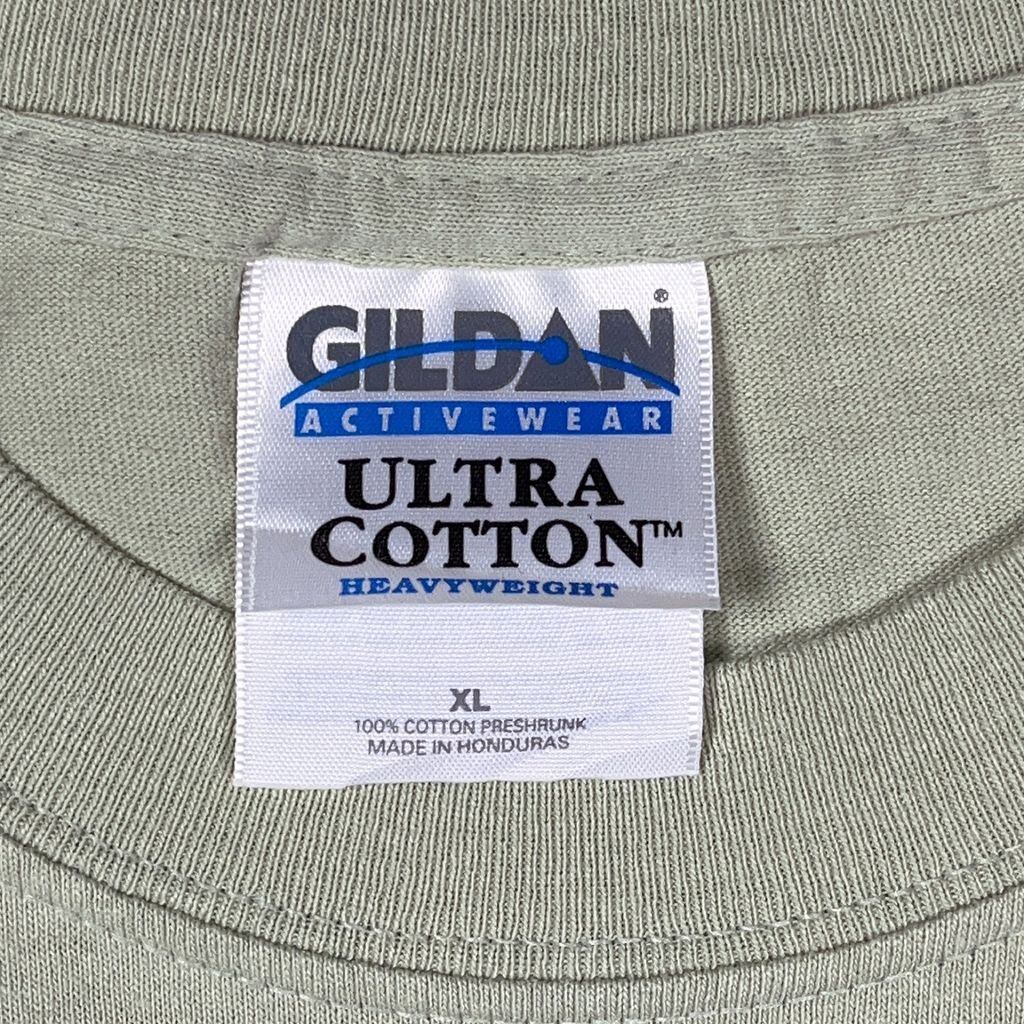 GILDAN®
ACTIVEWEAR
ULTRA
COTTON™
HEAVYWEIGHT
XL
100% COTTON PRESHRUNK
MADE IN HONDURAS